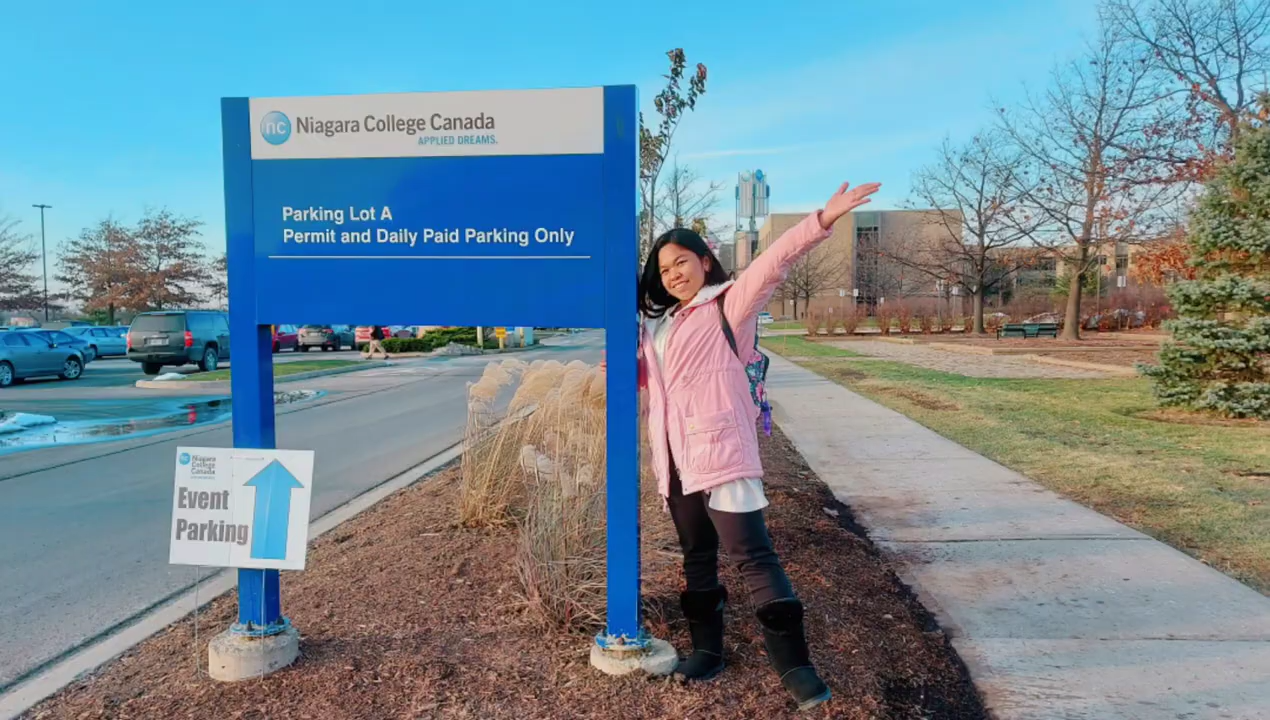 nc Niagara College Canada
APPLIED DREAMS.
Parking Lot A
Permit and Daily Paid Parking Only
nc Niagara
College
Canada
Event
Parking